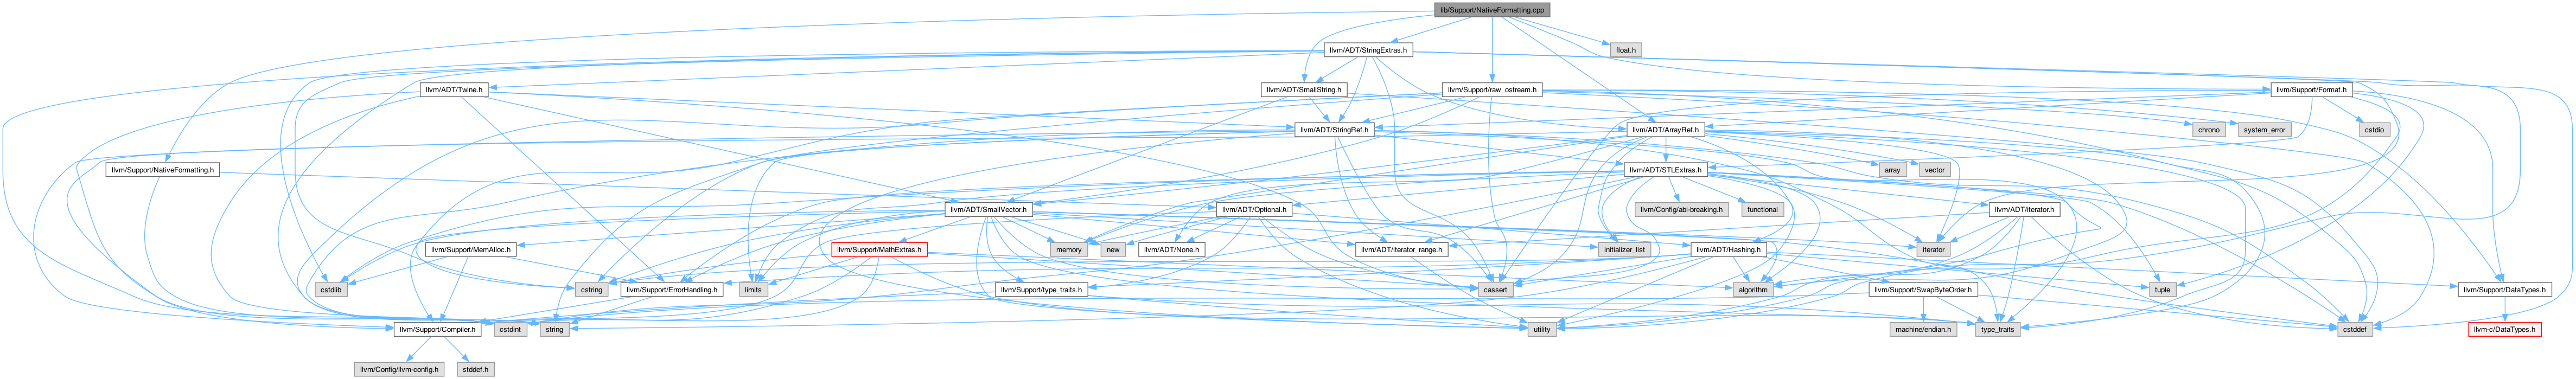 lib/Support/NativeFormatting.cpp
llvm/ADT/StringExtras.h
float.h
llvm/ADT/Twine.h
llvm/ADT/SmallString.h
llvm/Support/raw_ostream.h
llvm/Support/Format.h
llvm/ADT/StringRef.h
llvm/ADT/ArrayRef.h
chrono
system_error
cstdio
llvm/Support/NativeFormatting.h
llvm/ADT/STLExtras.h
array
vector
llvm/ADT/SmallVector.h
llvm/ADT/Optional.h
llvm/Config/abi-breaking.h
functional
llvm/ADT/iterator.h
llvm/Support/MemAlloc.h
llvm/Support/MathExtras.h
memory
new
llvm/ADT/None.h
llvm/ADT/iterator_range.h
initializer_list
llvm/ADT/Hashing.h
iterator
cstdlib
cstring
llvm/Support/ErrorHandling.h
limits
llvm/Support/type_traits.h
cassert
algorithm
llvm/Support/SwapByteOrder.h
tuple
llvm/Support/DataTypes.h
llvm/Support/Compiler.h
cstdint
string
utility
machine/endian.h
type_traits
cstddef
llvm-c/DataTypes.h
llvm/Config/llvm-config.h
stddef.h